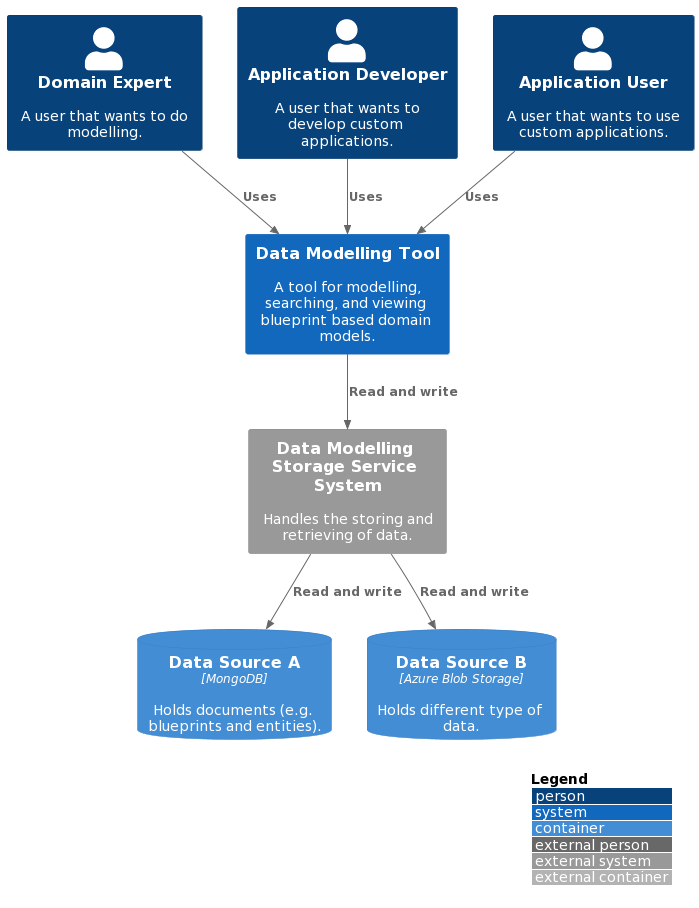 Domain Expert
A user that wants to do
modelling.
Application Developer
A user that wants to
develop custom
applications.
Application User
A user that wants to use
custom applications.
Uses
Uses
Uses
Data Modelling Tool
A tool for modelling,
searching, and viewing
blueprint based domain
models.
Read and write
Data Modelling
Storage Service
System
Handles the storing and
retrieving of data.
Read and write
Read and write
Data Source A
[MongoDB]
Holds documents (e.g.
blueprints and entities).
Data Source B
[Azure Blob Storage]
Holds different type of
data.
Legend
person
system
container
external person
external system
external container